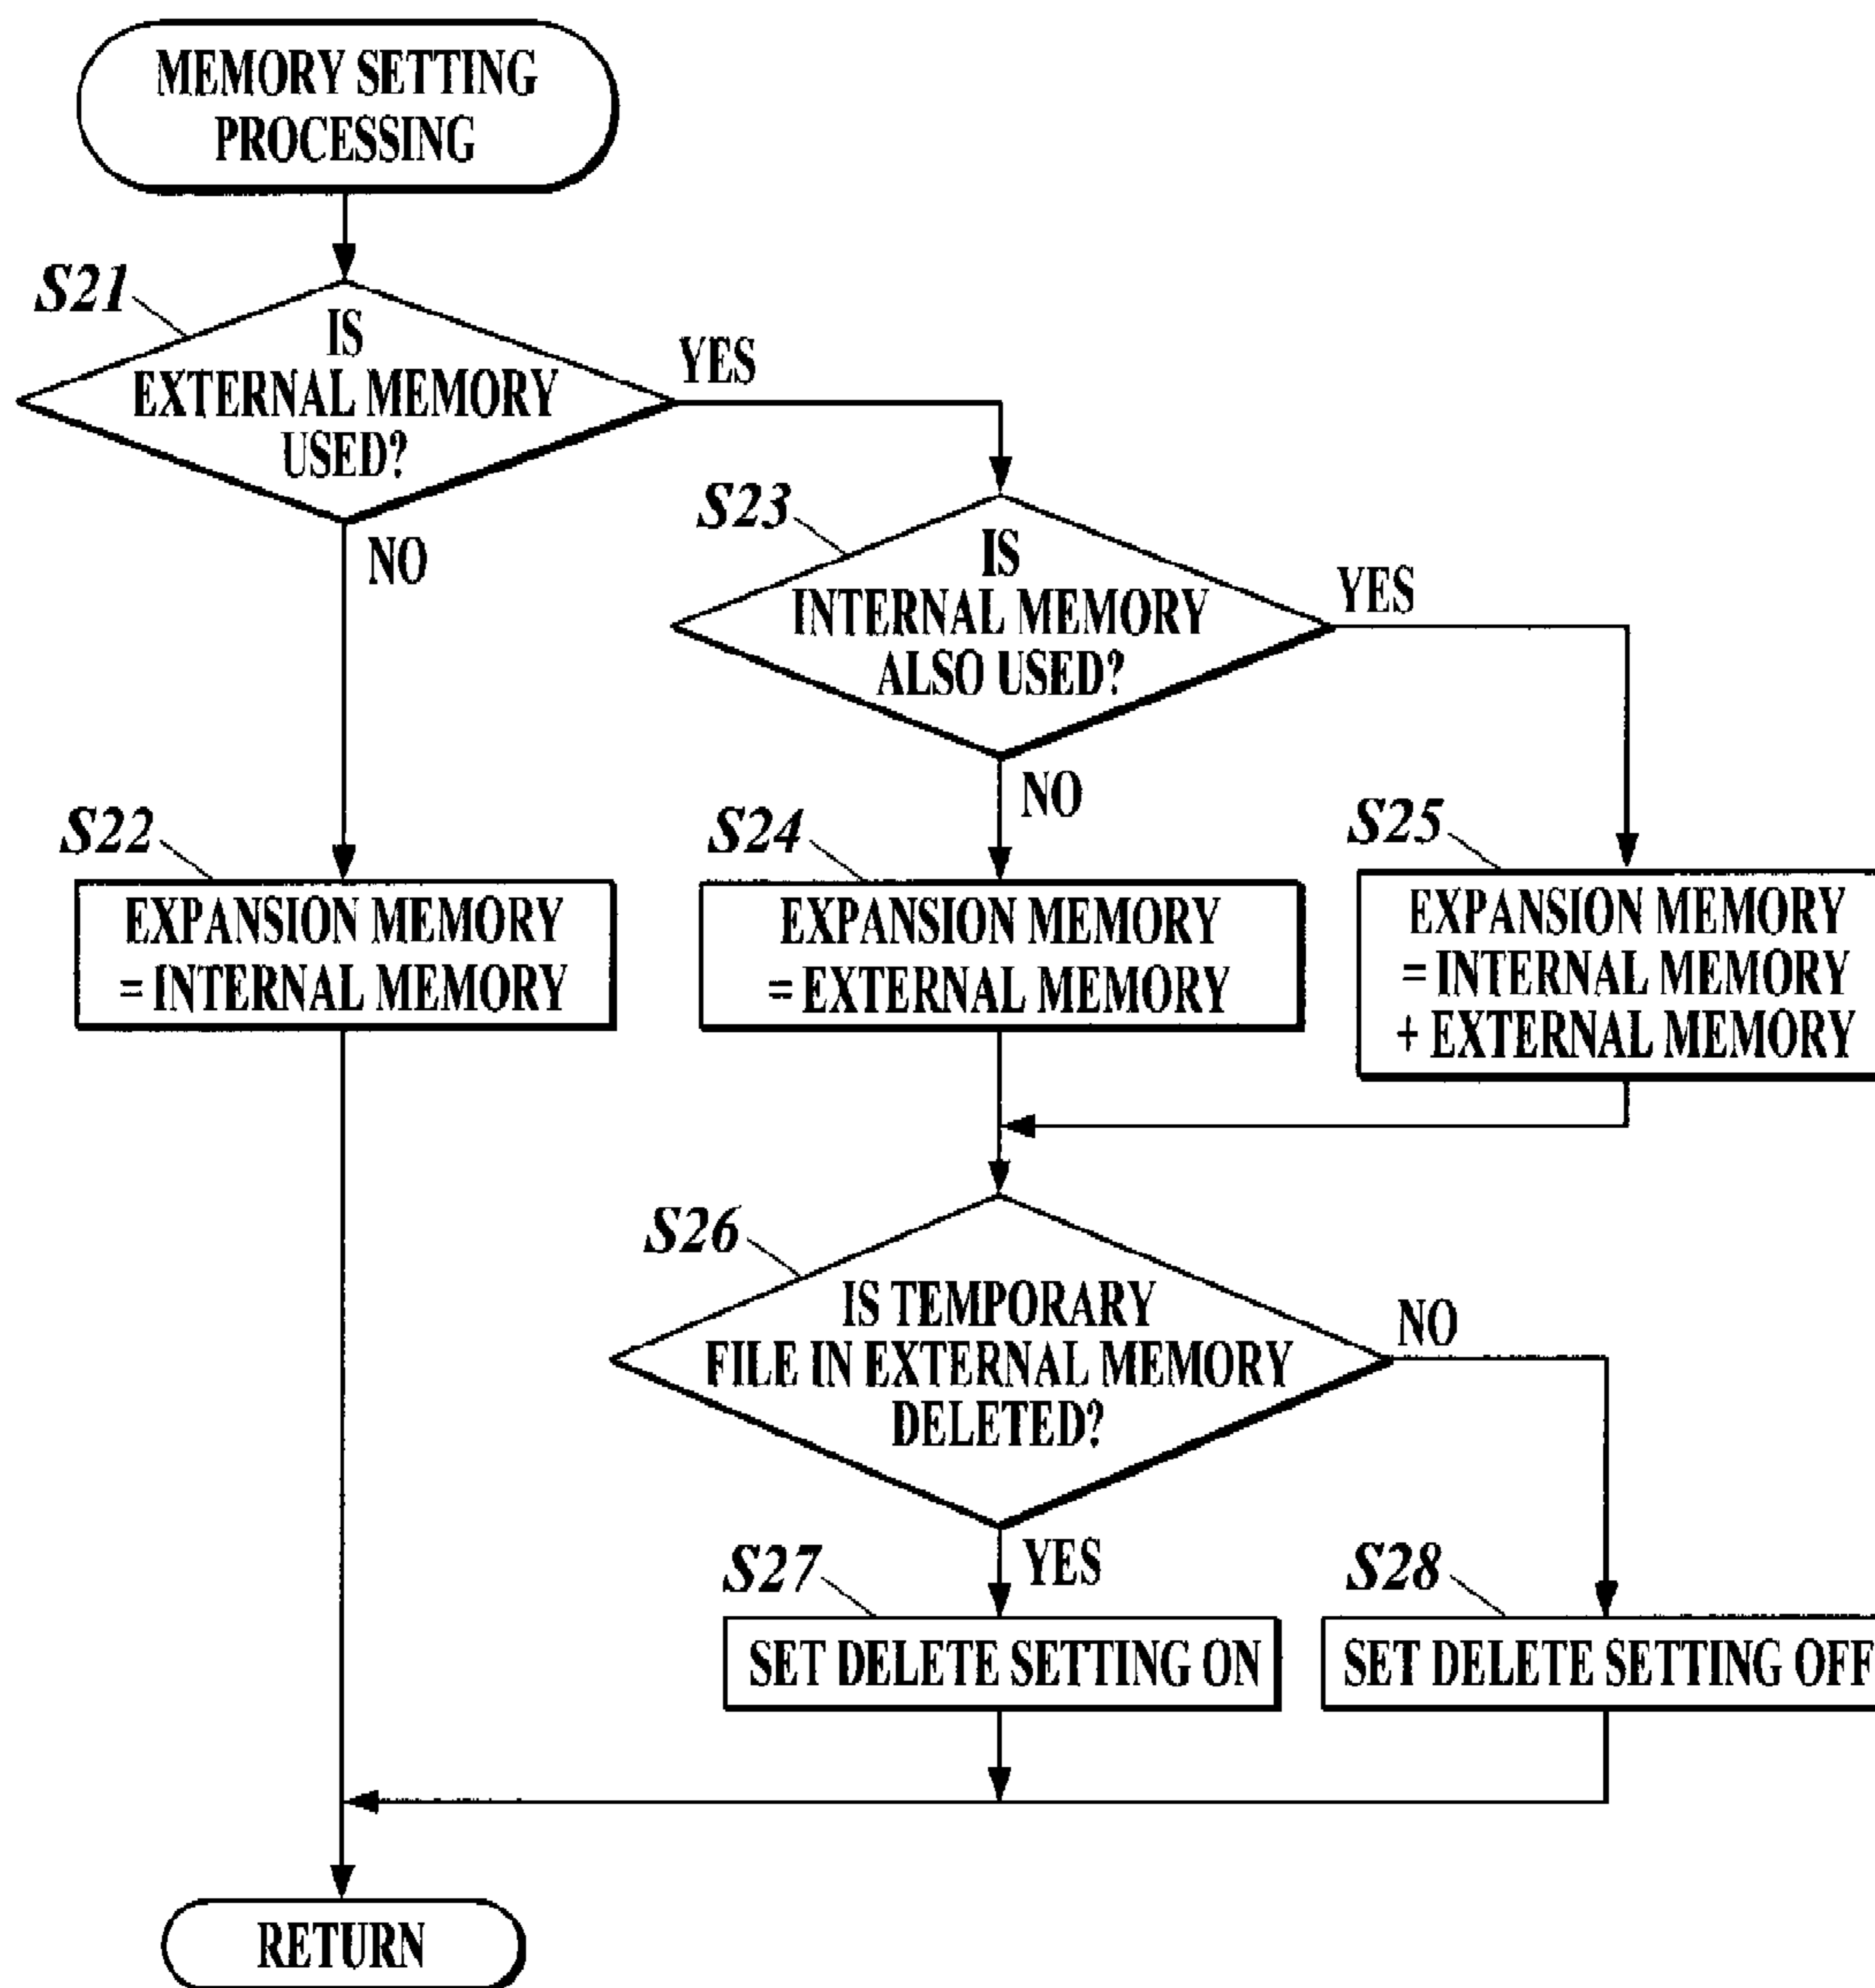 MEMORY SETTING
PROCESSING
S21
IS
EXTERNAL MEMORY
USED?
YES
NO
S23
IS
INTERNAL MEMORY
ALSO USED?
YES
NO
S22
EXPANSION MEMORY
= INTERNAL MEMORY
S24
EXPANSION MEMORY
= EXTERNAL MEMORY
S25
EXPANSION MEMORY
= INTERNAL MEMORY
+ EXTERNAL MEMORY
S26
IS TEMPORARY
FILE IN EXTERNAL MEMORY
DELETED?
NO
YES
S27
SET DELETE SETTING ON
S28
SET DELETE SETTING OFF
RETURN